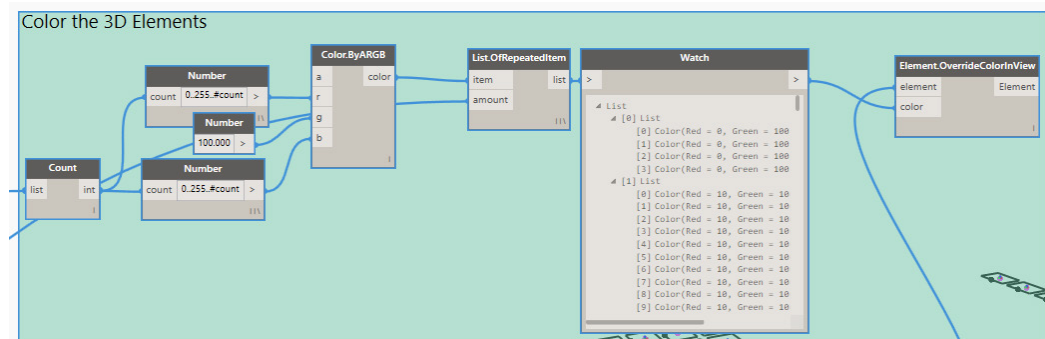 Color the 3D Elements
Number
count 0..255..#count >
Number
100.000 >
Count
list int
Number
count 0..255..#count >
Color.ByARGB
a color
r
g
b
List.OfRepeatedItem
item list
amount
Watch
> >
List
[0] List
[0] Color(Red = 0, Green = 100
[1] Color(Red = 0, Green = 100
[2] Color(Red = 0, Green = 100
[3] Color(Red = 0, Green = 100
[1] List
[0] Color(Red = 10, Green = 10
[1] Color(Red = 10, Green = 10
[2] Color(Red = 10, Green = 10
[3] Color(Red = 10, Green = 10
[4] Color(Red = 10, Green = 10
[5] Color(Red = 10, Green = 10
[6] Color(Red = 10, Green = 10
[7] Color(Red = 10, Green = 10
[8] Color(Red = 10, Green = 10
[9] Color(Red = 10, Green = 10
Element.OverrideColorInView
element Element
color